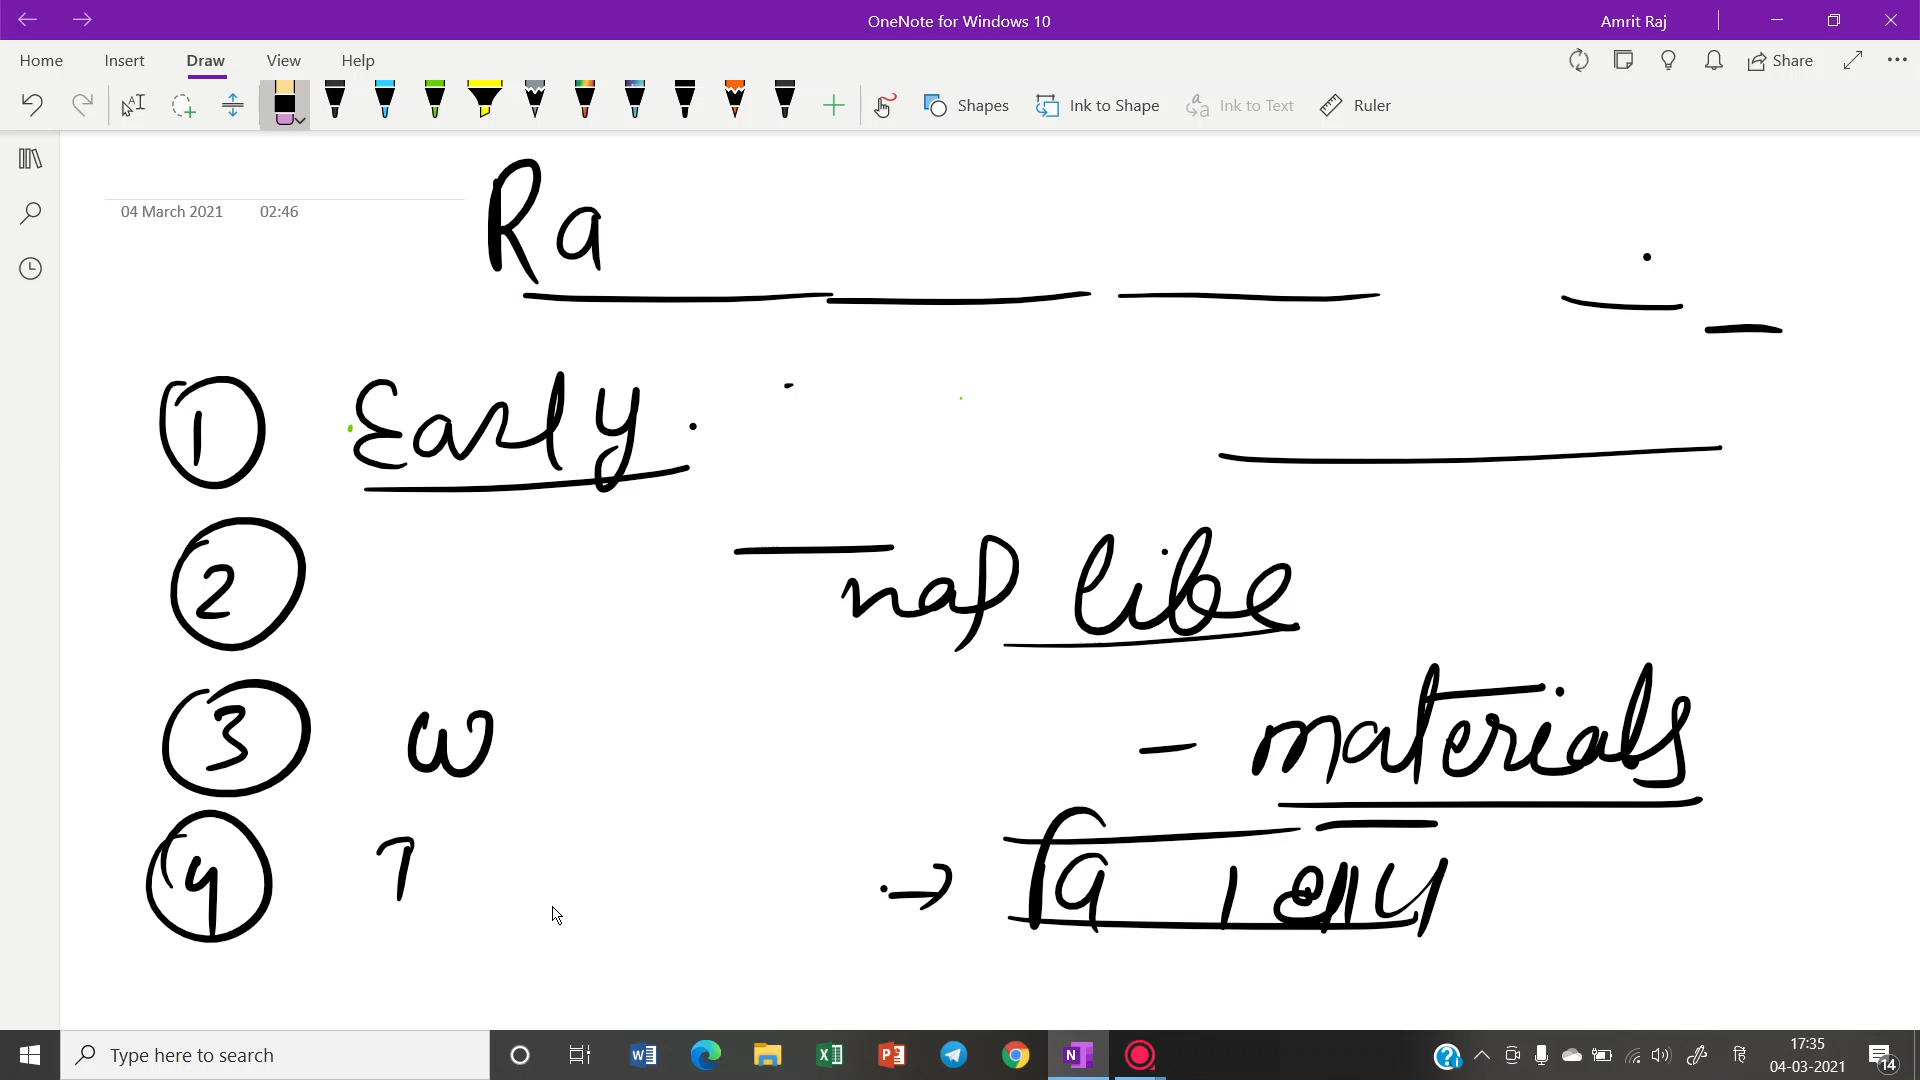 OneNote for Windows 10 Amrit Raj
Home Insert Draw View Help Share
Shapes Ink to Shape Ink to Text Ruler
04 March 2021 02:46
Ra
1 Early
2 like
3 w - materials
4
Type here to search 17:35
04-03-2021 14